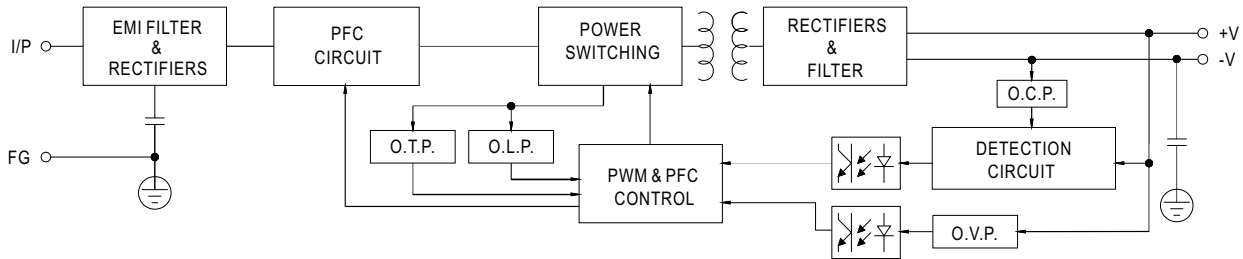 I/P
EMI FILTER
&
RECTIFIERS
PFC
CIRCUIT
POWER
SWITCHING
RECTIFIERS
&
FILTER
+V
-V
O.C.P.
O.T.P.
O.L.P.
DETECTION
CIRCUIT
FG
PWM & PFC
CONTROL
O.V.P.